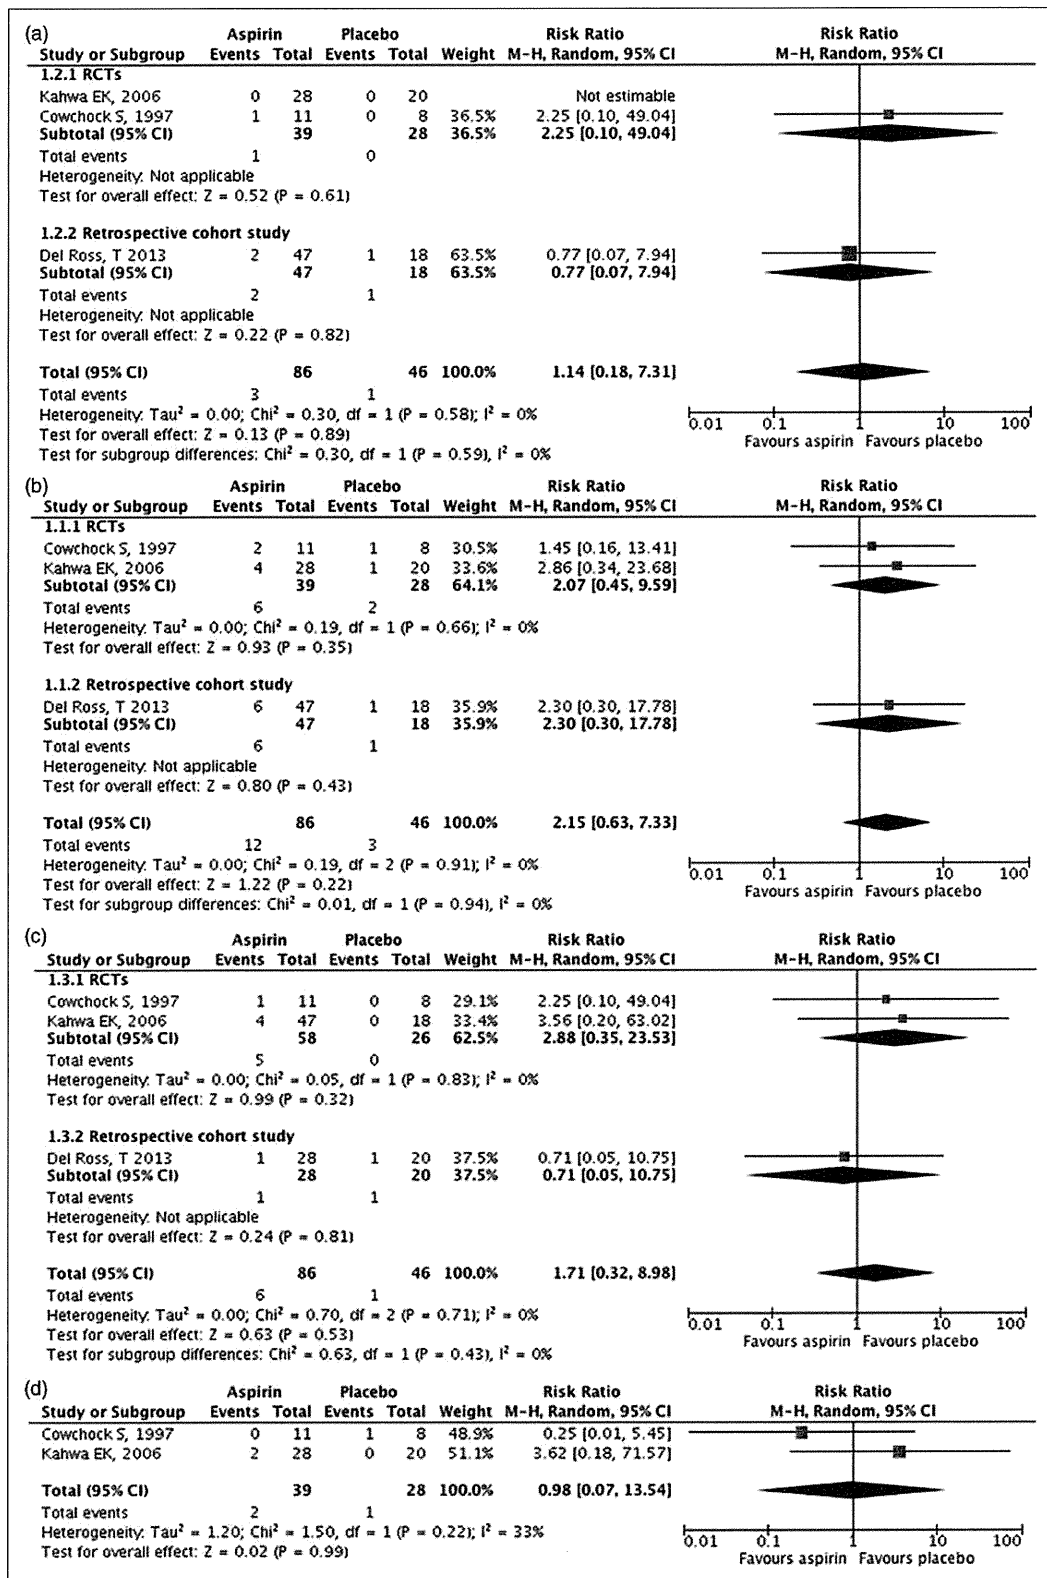 (a) Aspirin Placebo Risk Ratio Risk Ratio
Study or Subgroup Events Total Events Total Weight M-H, Random, 95% CI M-H, Random, 95% CI
1.2.1 RCTs
Kahwa EK, 2006 0 28 0 20 Not estimable
Cowchock S, 1997 1 11 0 8 36.5% 2.25 [0.10, 49.04]
Subtotal (95% CI) 39 28 36.5% 2.25 [0.10, 49.04]
Total events 1 0
Heterogeneity: Not applicable
Test for overall effect: Z = 0.52 (P = 0.61)
1.2.2 Retrospective cohort study
Del Ross, T 2013 2 47 1 18 63.5% 0.77 [0.07, 7.94]
Subtotal (95% CI) 47 18 63.5% 0.77 [0.07, 7.94]
Total events 2 1
Heterogeneity: Not applicable
Test for overall effect: Z = 0.22 (P = 0.82)
Total (95% CI) 86 46 100.0% 1.14 [0.18, 7.31]
Total events 3 1
Heterogeneity: Tau² = 0.00; Chi² = 0.30, df = 1 (P = 0.58); I² = 0%
Test for overall effect: Z = 0.13 (P = 0.89)
Test for subgroup differences: Chi² = 0.30, df = 1 (P = 0.59), I² = 0%
0.01 0.1 1 10 100
Favours aspirin Favours placebo
(b) Aspirin Placebo Risk Ratio Risk Ratio
Study or Subgroup Events Total Events Total Weight M-H, Random, 95% CI M-H, Random, 95% CI
1.1.1 RCTs
Cowchock S, 1997 2 11 1 8 30.5% 1.45 [0.16, 13.41]
Kahwa EK, 2006 4 28 1 20 33.6% 2.86 [0.34, 23.68]
Subtotal (95% CI) 39 28 64.1% 2.07 [0.45, 9.59]
Total events 6 2
Heterogeneity: Tau² = 0.00; Chi² = 0.19, df = 1 (P = 0.66); I² = 0%
Test for overall effect: Z = 0.93 (P = 0.35)
1.1.2 Retrospective cohort study
Del Ross, T 2013 6 47 1 18 35.9% 2.30 [0.30, 17.78]
Subtotal (95% CI) 47 18 35.9% 2.30 [0.30, 17.78]
Total events 6 1
Heterogeneity: Not applicable
Test for overall effect: Z = 0.80 (P = 0.43)
Total (95% CI) 86 46 100.0% 2.15 [0.63, 7.33]
Total events 12 3
Heterogeneity: Tau² = 0.00; Chi² = 0.19, df = 2 (P = 0.91); I² = 0%
Test for overall effect: Z = 1.22 (P = 0.22)
Test for subgroup differences: Chi² = 0.01, df = 1 (P = 0.94), I² = 0%
0.01 0.1 1 10 100
Favours aspirin Favours placebo
(c) Aspirin Placebo Risk Ratio Risk Ratio
Study or Subgroup Events Total Events Total Weight M-H, Random, 95% CI M-H, Random, 95% CI
1.3.1 RCTs
Cowchock S, 1997 1 11 0 8 29.1% 2.25 [0.10, 49.04]
Kahwa EK, 2006 4 47 0 18 33.4% 3.56 [0.20, 63.02]
Subtotal (95% CI) 58 26 62.5% 2.88 [0.35, 23.53]
Total events 5 0
Heterogeneity: Tau² = 0.00; Chi² = 0.05, df = 1 (P = 0.83); I² = 0%
Test for overall effect: Z = 0.99 (P = 0.32)
1.3.2 Retrospective cohort study
Del Ross, T 2013 1 28 1 20 37.5% 0.71 [0.05, 10.75]
Subtotal (95% CI) 28 20 37.5% 0.71 [0.05, 10.75]
Total events 1 1
Heterogeneity: Not applicable
Test for overall effect: Z = 0.24 (P = 0.81)
Total (95% CI) 86 46 100.0% 1.71 [0.32, 8.98]
Total events 6 1
Heterogeneity: Tau² = 0.00; Chi² = 0.70, df = 2 (P = 0.71); I² = 0%
Test for overall effect: Z = 0.63 (P = 0.53)
Test for subgroup differences: Chi² = 0.63, df = 1 (P = 0.43), I² = 0%
0.01 0.1 1 10 100
Favours aspirin Favours placebo
(d) Aspirin Placebo Risk Ratio Risk Ratio
Study or Subgroup Events Total Events Total Weight M-H, Random, 95% CI M-H, Random, 95% CI
Cowchock S, 1997 0 11 1 8 48.9% 0.25 [0.01, 5.45]
Kahwa EK, 2006 2 28 0 20 51.1% 3.62 [0.18, 71.57]
Total (95% CI) 39 28 100.0% 0.98 [0.07, 13.54]
Total events 2 1
Heterogeneity: Tau² = 1.20; Chi² = 1.50, df = 1 (P = 0.22); I² = 33%
Test for overall effect: Z = 0.02 (P = 0.99)
0.01 0.1 1 10 100
Favours aspirin Favours placebo